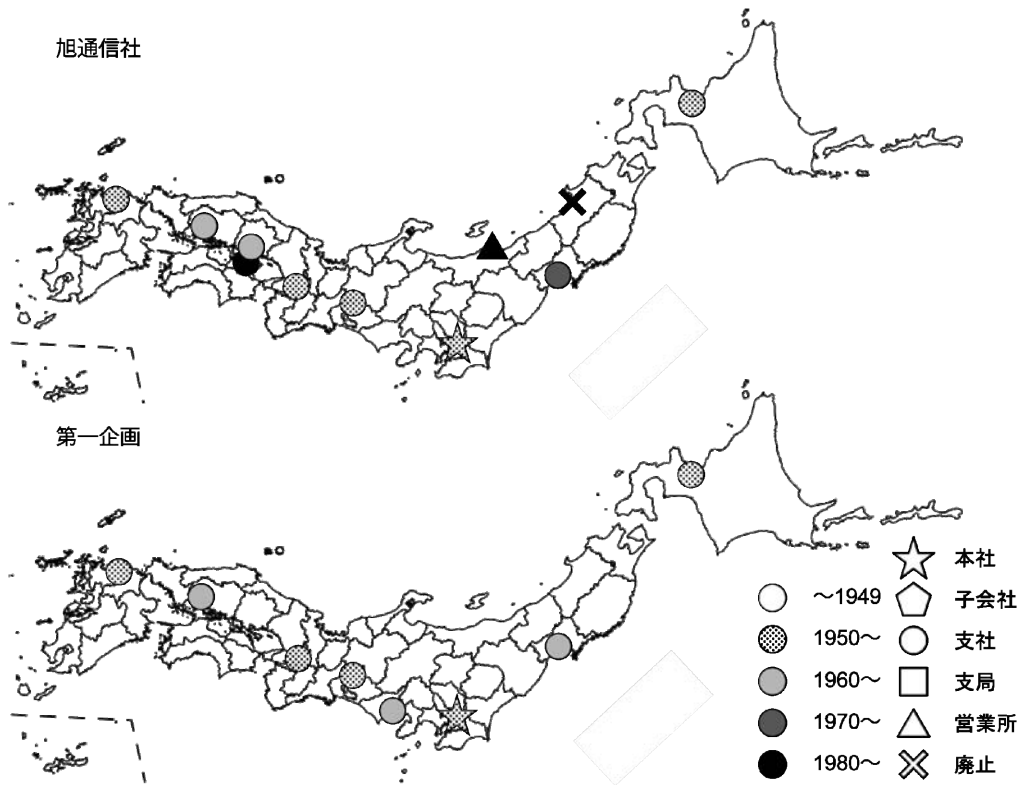 旭通信社
第一企画
本社
～1949 子会社
1950～ 支社
1960～ 支局
1970～ 営業所
1980～ 廃止